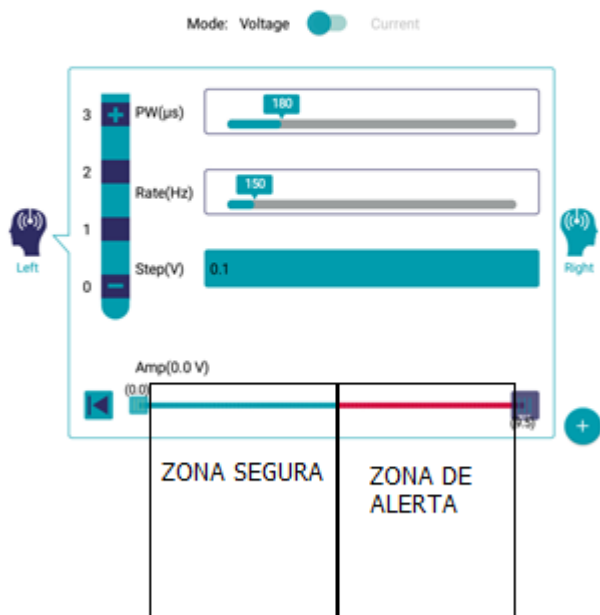 Mode: Voltage Current
3
PW(µs)
180
2
Rate(Hz)
150
1
Left
Right
Step(V)
0.1
0
Amp(0.0 V)
(0.0)
(9.5)
ZONA SEGURA
ZONA DE
ALERTA